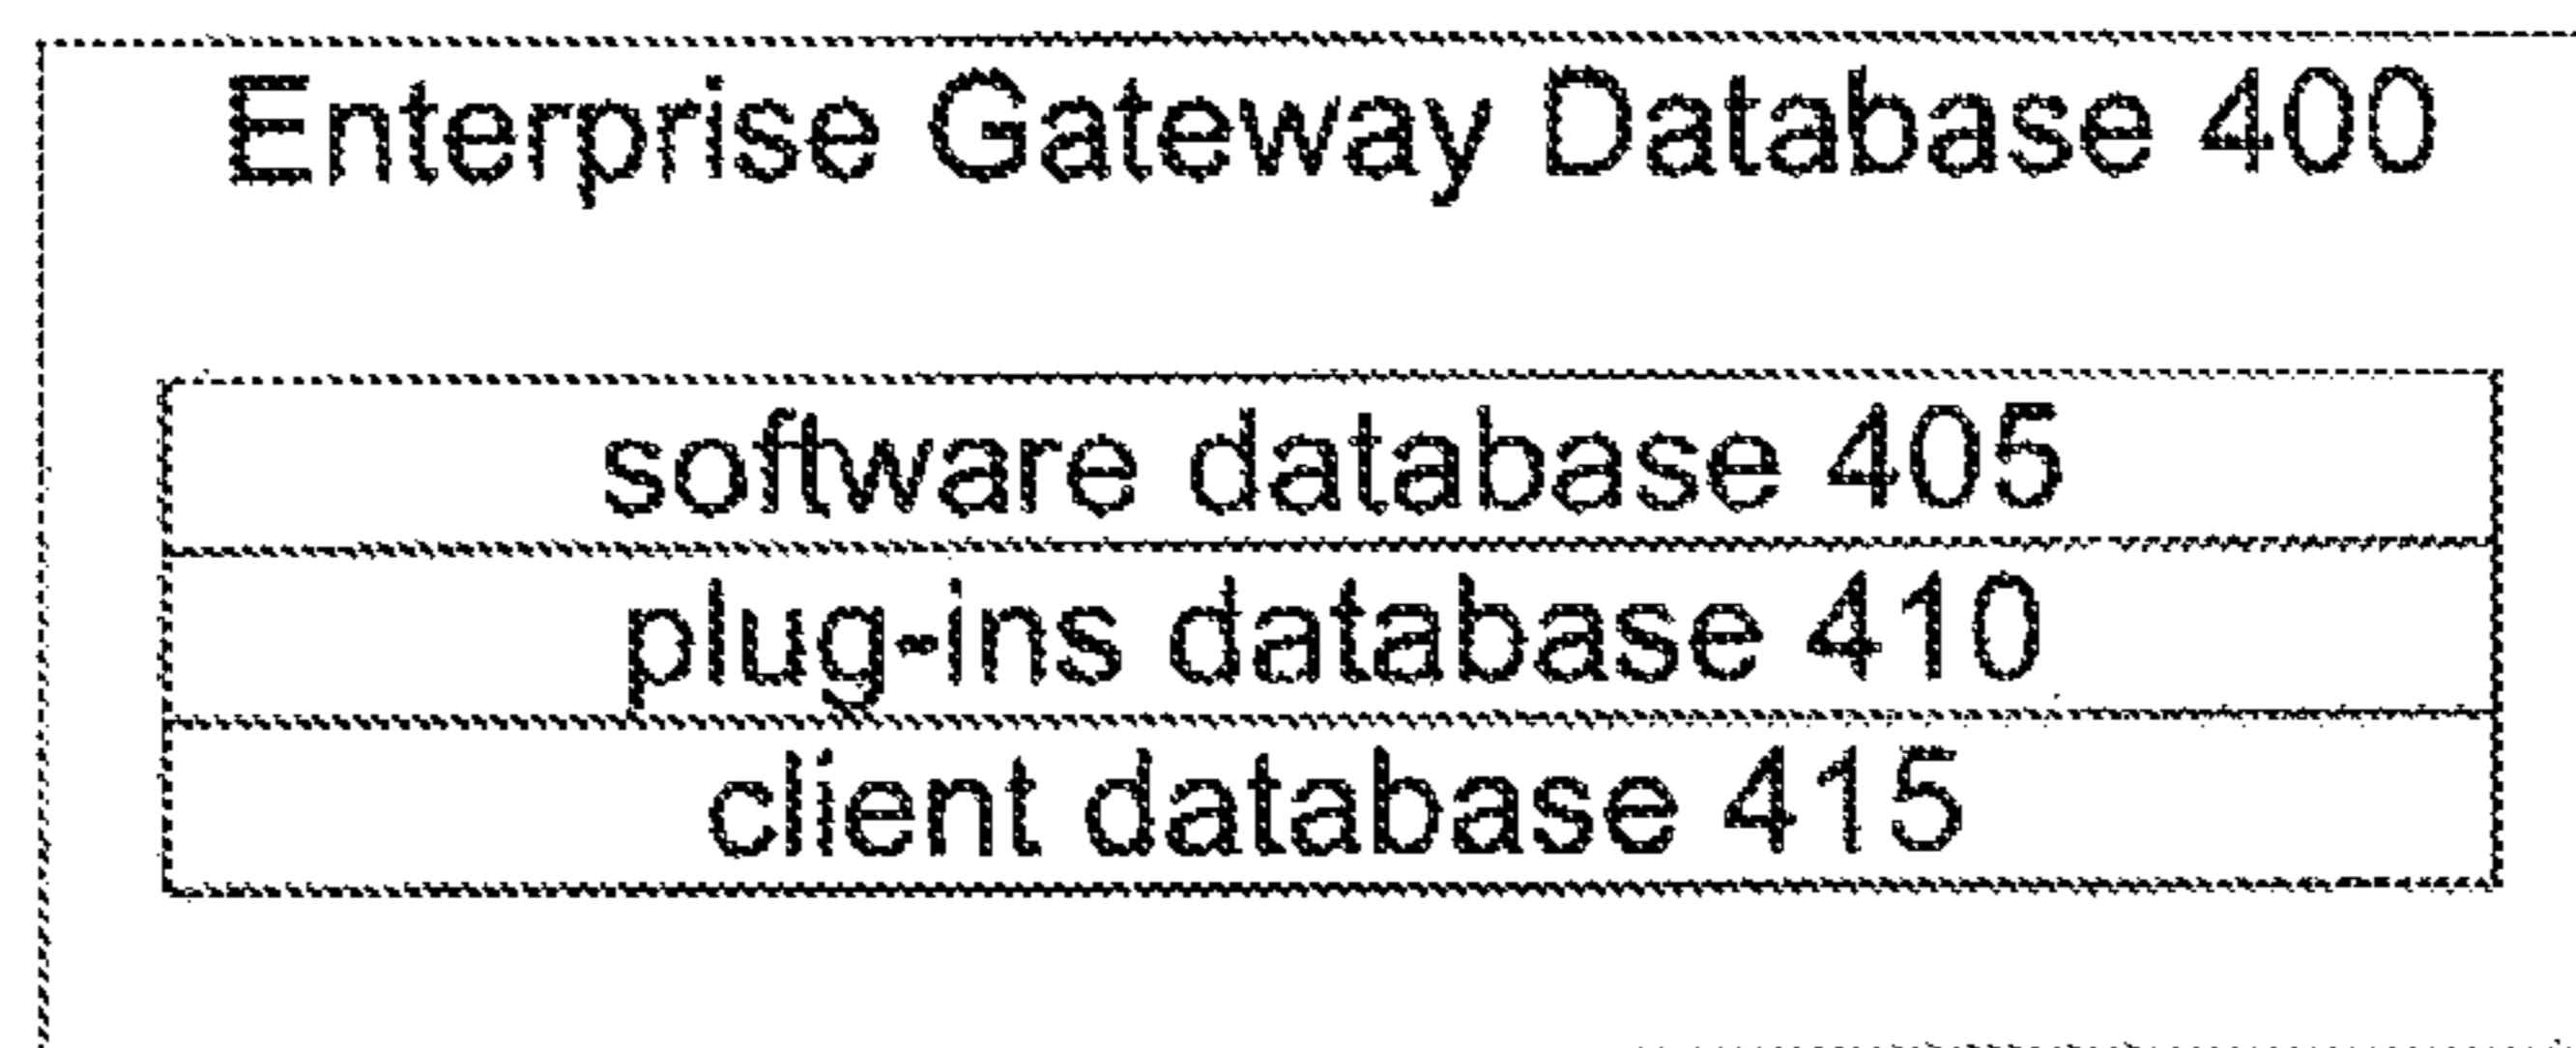 Enterprise Gateway Database 400
software database 405
plug-ins database 410
client database 415